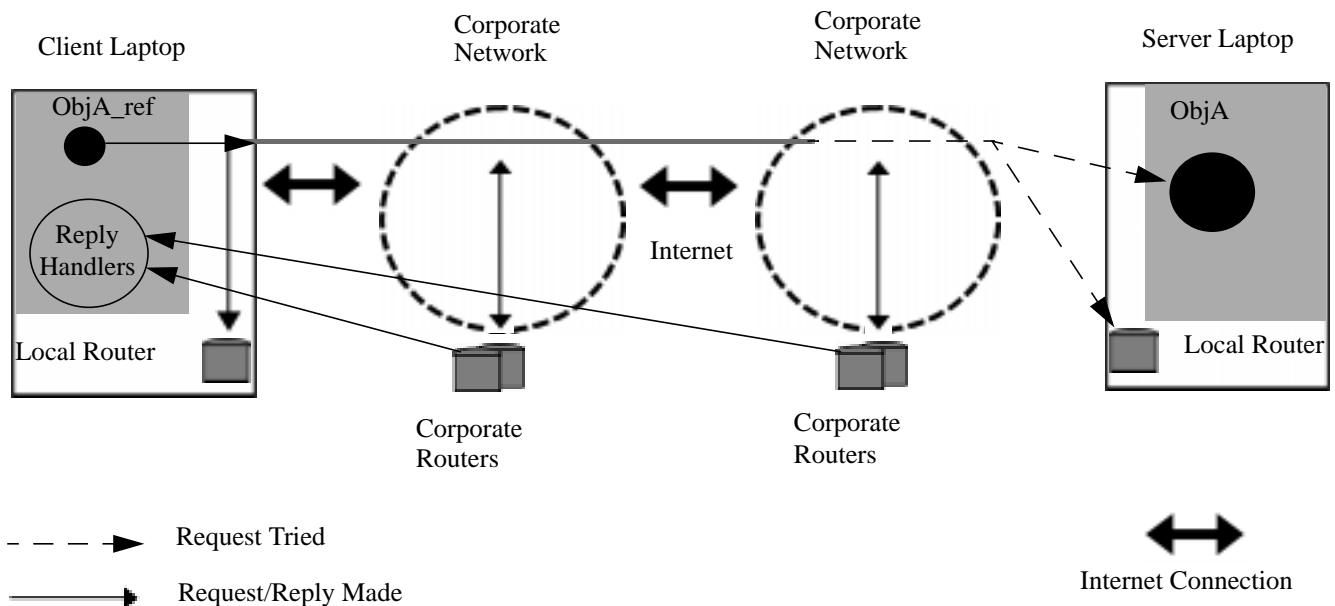 Client Laptop
Corporate
Network
Corporate
Network
Server Laptop
ObjA_ref
ObjA
Reply
Handlers
Internet
Local Router
Local Router
Corporate
Routers
Corporate
Routers
Request Tried
Request/Reply Made
Internet Connection